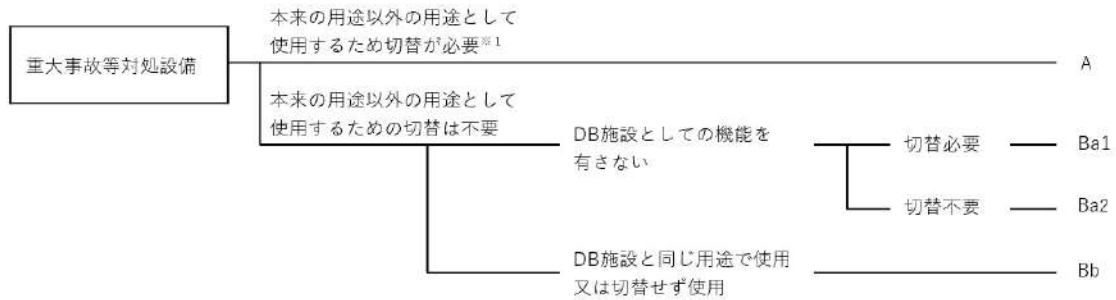 本来の用途以外の用途として
使用するため切替が必要※1
重大事故等対処設備
A
本来の用途以外の用途として
使用するための切替は不要
DB施設としての機能を
有さない
切替必要
Ba1
切替不要
Ba2
DB施設と同じ用途で使用
又は切替せず使用
Bb